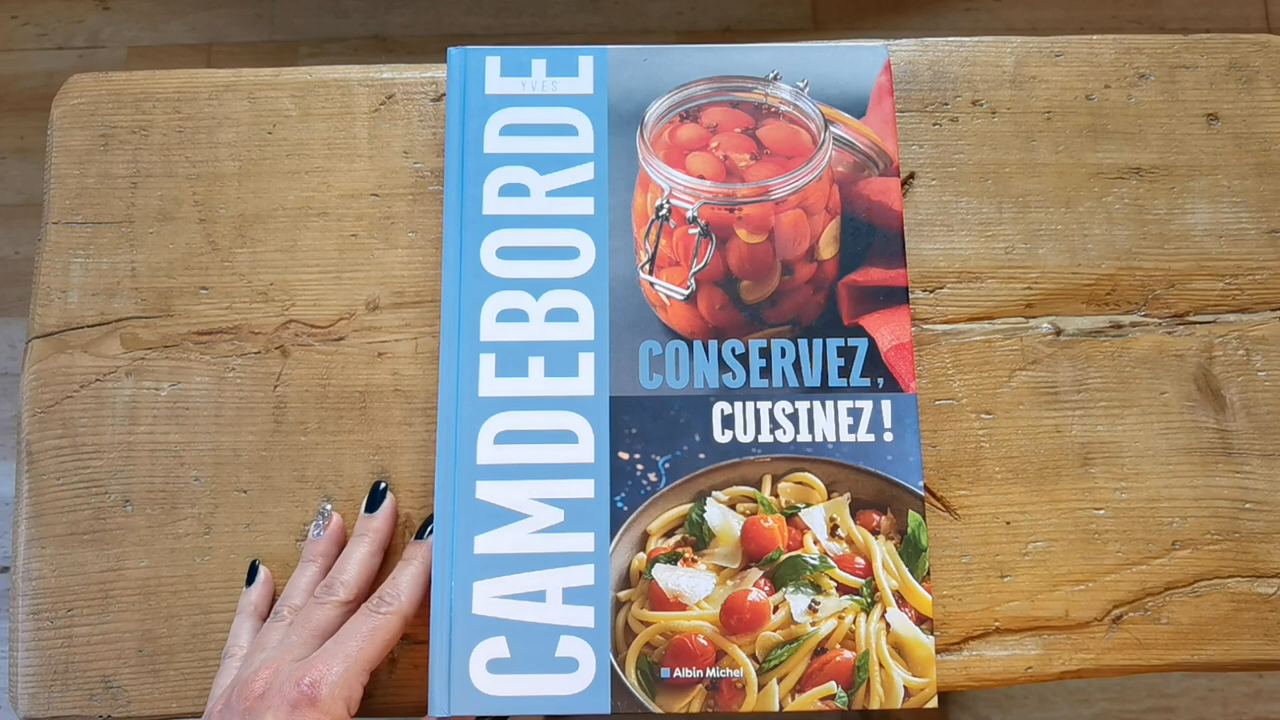 YVES
CAMDEBORDE
CONSERVEZ,
CUISINEZ!
Albin Michel